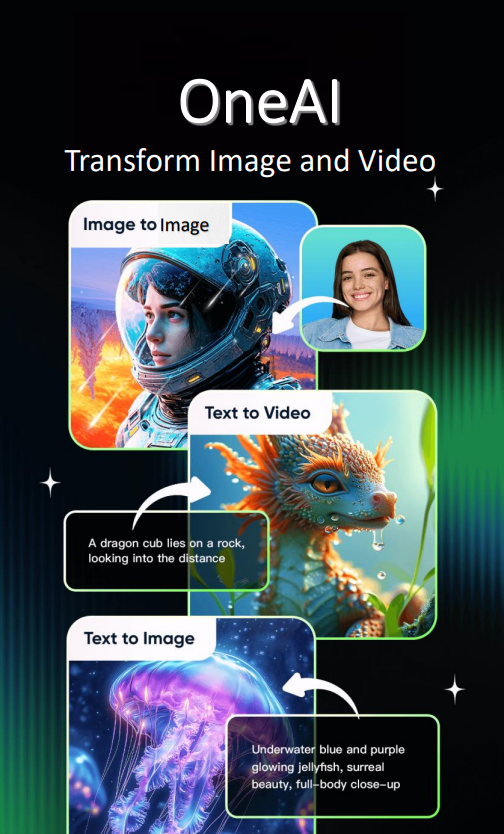 OneAI
Transform Image and Video
Image to Image
Text to Video
A dragon cub lies on a rock,
looking into the distance
Text to Image
Underwater blue and purple
glowing jellyfish, surreal
beauty, full-body close-up